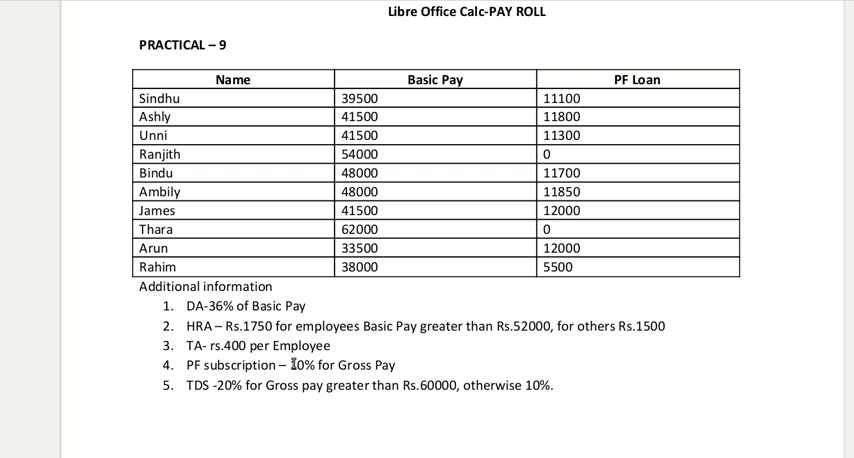 Libre Office Calc-PAY ROLL
PRACTICAL – 9
Name Basic Pay PF Loan
Sindhu 39500 11100
Ashly 41500 11800
Unni 41500 11300
Ranjith 54000 0
Bindu 48000 11700
Ambily 48000 11850
James 41500 12000
Thara 62000 0
Arun 33500 12000
Rahim 38000 5500
Additional information
1. DA-36% of Basic Pay
2. HRA – Rs.1750 for employees Basic Pay greater than Rs.52000, for others Rs.1500
3. TA- rs.400 per Employee
4. PF subscription – for Gross Pay
5. TDS -20% for Gross pay greater than Rs.60000, otherwise 10%.